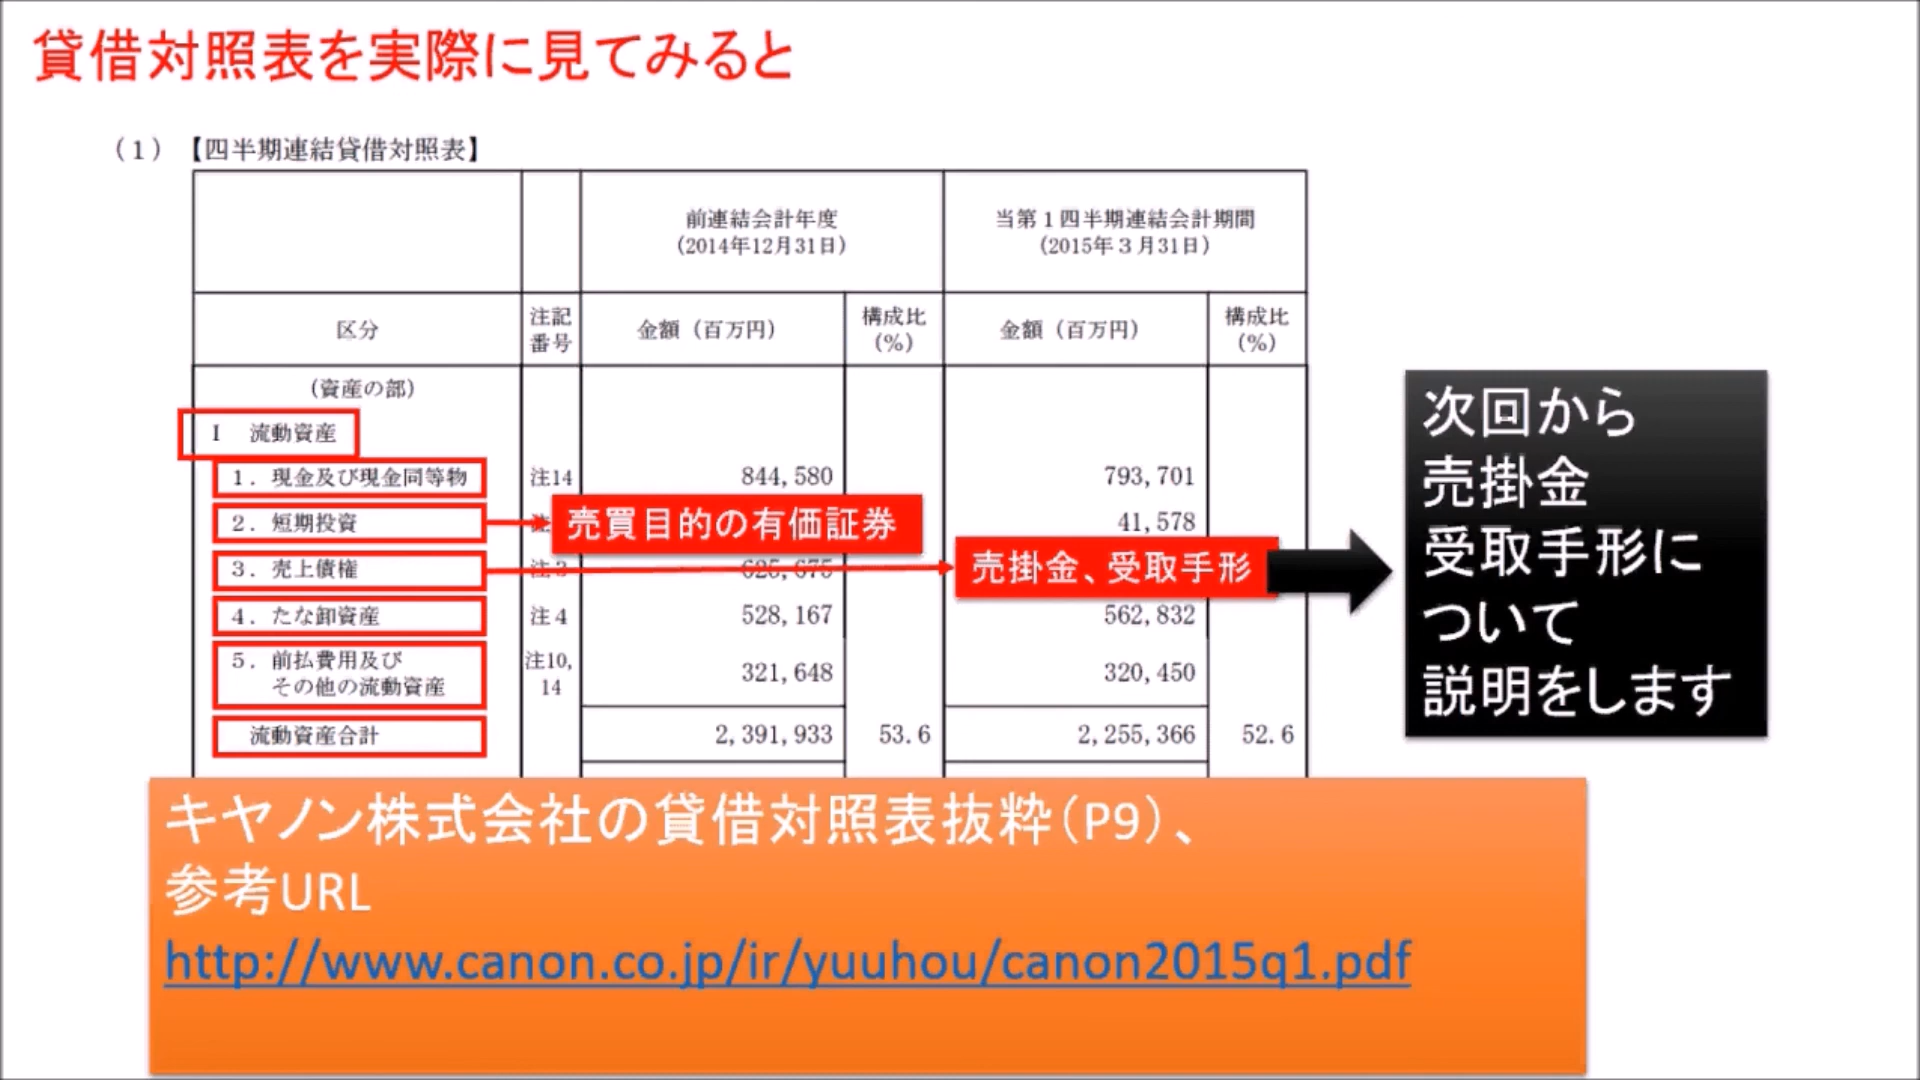 貸借対照表を実際に見てみると
(1) 【四半期連結貸借対照表】
前連結会計年度
(2014年12月31日)
当第1四半期連結会計期間
(2015年3月31日)
区分
注記
番号
金額（百万円）
構成比
(%)
金額（百万円）
構成比
(%)
(資産の部)
I 流動資産
1. 現金及び現金同等物 注14 844,580 793,701
2. 短期投資
売買目的の有価証券
41,578
3. 売上債権 注3 625,675
売掛金、受取手形
4. たな卸資産 注4 528,167 562,832
5. 前払費用及び
その他の流動資産
注10,
14
321,648 320,450
流動資産合計 2,391,933 53.6 2,255,366 52.6
次回から
売掛金
受取手形に
ついて
説明をします
キヤノン株式会社の貸借対照表抜粋（P9）、
参考URL
http://www.canon.co.jp/ir/yuuhou/canon2015q1.pdf